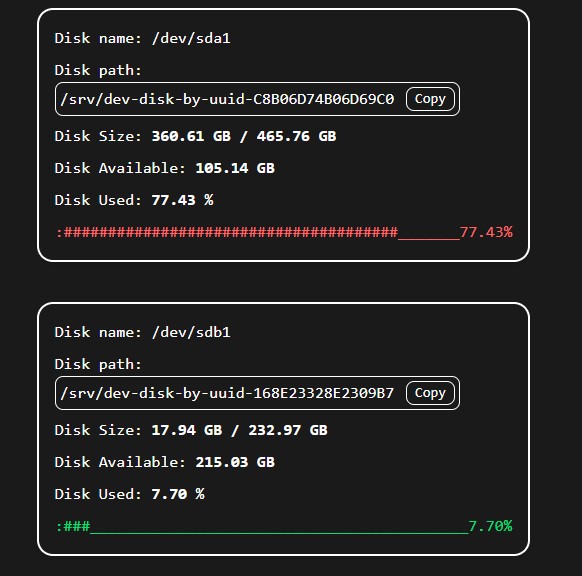 Disk name: /dev/sda1
Disk path:
/srv/dev-disk-by-uuid-C8B06D74B06D69C0 Copy
Disk Size: 360.61 GB / 465.76 GB
Disk Available: 105.14 GB
Disk Used: 77.43 %
:######################################_______77.43%
Disk name: /dev/sdb1
Disk path:
/srv/dev-disk-by-uuid-168E23328E2309B7 Copy
Disk Size: 17.94 GB / 232.97 GB
Disk Available: 215.03 GB
Disk Used: 7.70 %
:###___________________________________________7.70%